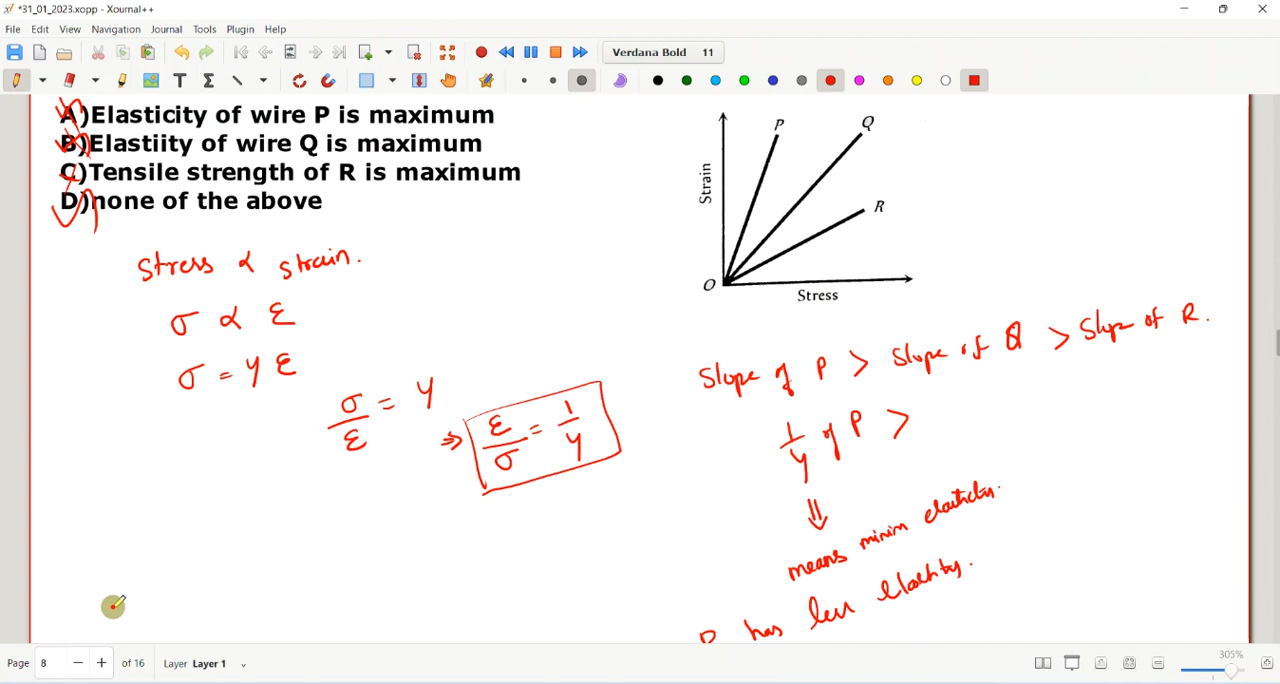 *31_01_2023.xopp - Xournal++
File Edit View Navigation Journal Tools Plugin Help
Verdana Bold 11
A)Elasticity of wire P is maximum
B)Elastiity of wire Q is maximum
C)Tensile strength of R is maximum
D)none of the above
Strain
P
Q
R
O
Stress
Stress ∝ strain.
σ ∝ ε
σ = Y ε
σ/ε = Y
⇒ ε/σ = 1/Y
Slope of P > Slope of Q > Slope of R.
1/Y of P >
⇓
means minim elasticity.
P has less elasticity.
Page 8 of 16 Layer Layer 1
305%